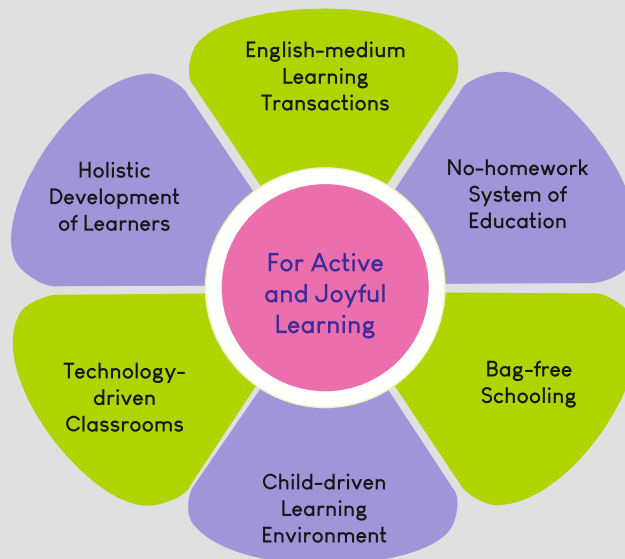 English-medium
Learning
Transactions
No-homework
System of
Education
Bag-free
Schooling
Child-driven
Learning
Environment
Technology-
driven
Classrooms
Holistic
Development
of Learners
For Active
and Joyful
Learning